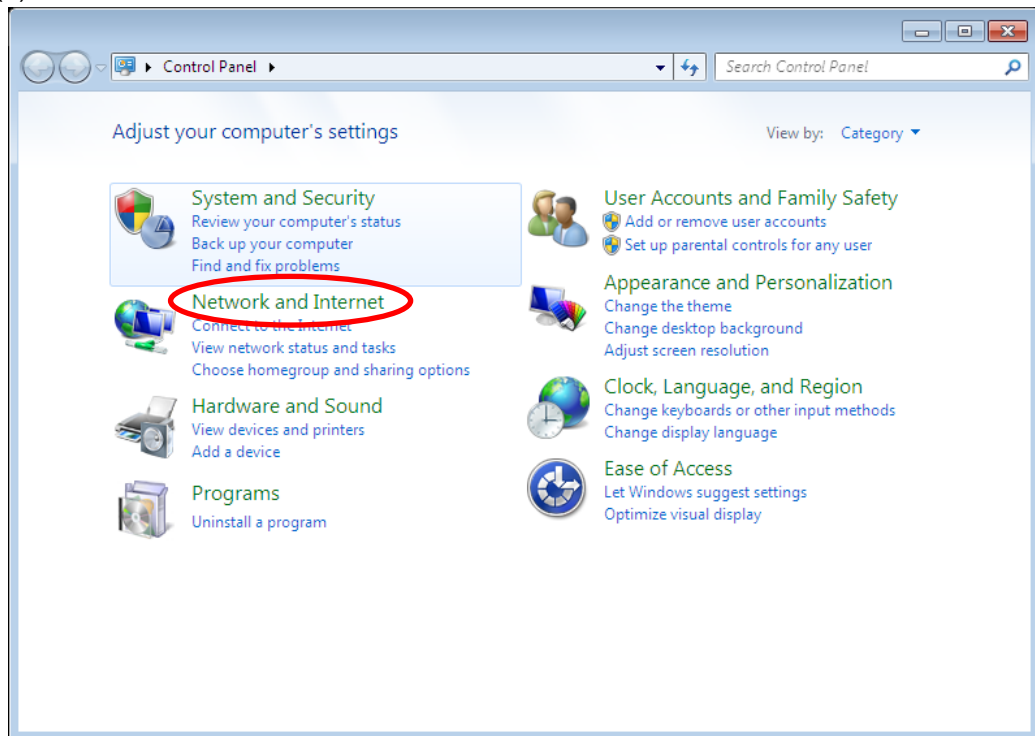 Control Panel
Search Control Panel
Adjust your computer's settings
View by: Category
System and Security
Review your computer's status
Back up your computer
Find and fix problems
Network and Internet
Connect to the Internet
View network status and tasks
Choose homegroup and sharing options
Hardware and Sound
View devices and printers
Add a device
Programs
Uninstall a program
User Accounts and Family Safety
Add or remove user accounts
Set up parental controls for any user
Appearance and Personalization
Change the theme
Change desktop background
Adjust screen resolution
Clock, Language, and Region
Change keyboards or other input methods
Change display language
Ease of Access
Let Windows suggest settings
Optimize visual display